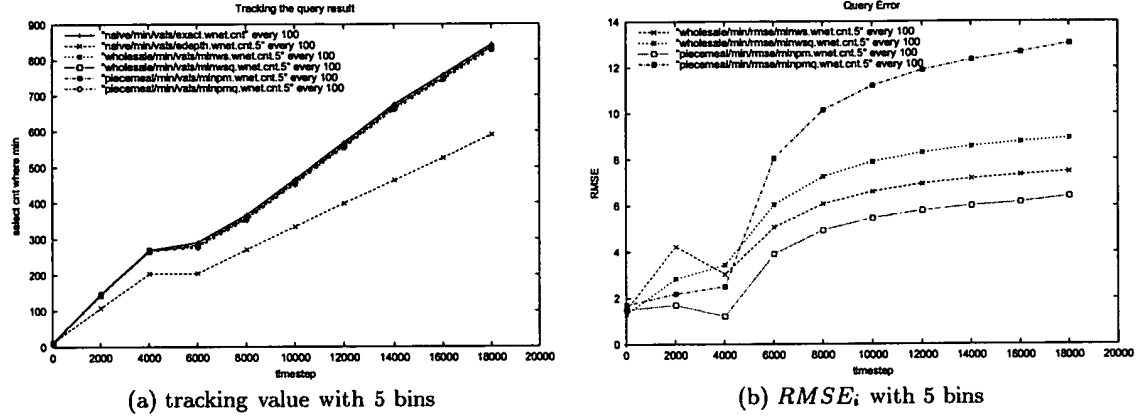 Tracking the query result
"naive/min/vals/exact.wnet.cnt" every 100
"naive/min/vals/edepth.wnet.cnt.5" every 100
"wholesale/min/vals/minws.wnet.cnt.5" every 100
"wholesale/min/vals/minwsq.wnet.cnt.5" every 100
"piecemeal/min/vals/minpm.wnet.cnt.5" every 100
"piecemeal/min/vals/minpmq.wnet.cnt.5" every 100
900
800
700
600
500
400
300
200
100
0
select cnt where min
0 2000 4000 6000 8000 10000 12000 14000 16000 18000 20000
timestep
(a) tracking value with 5 bins
Query Error
"wholesale/min/rmse/minws.wnet.cnt.5" every 100
"wholesale/min/rmse/minwsq.wnet.cnt.5" every 100
"piecemeal/min/rmse/minpm.wnet.cnt.5" every 100
"piecemeal/min/rmse/minpmq.wnet.cnt.5" every 100
14
12
10
8
6
4
2
0
RMSE
0 2000 4000 6000 8000 10000 12000 14000 16000 18000 20000
timestep
(b) RMSE_i with 5 bins